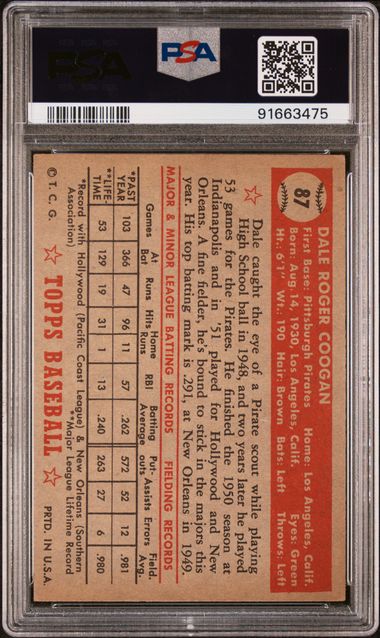 PSA
PSA
91663475
87
DALE ROGER COOGAN
First Base: Pittsburgh Pirates Home: Los Angeles, Calif.
Born: Aug. 14, 1930, Los Angeles, Calif. Eyes: Green
Ht.: 6'1" Wt.: 190 Hair: Brown Bats: Left Throws: Left
Dale caught the eye of a Pirate scout while playing
High School ball in 1948, and two years later he played
53 games for the Pirates. He finished the 1950 season at
Indianapolis and in '51 played for Hollywood and New
Orleans. A fine fielder, he's bound to stick in the majors this
year. His top batting mark is .291, at New Orleans in 1949.
MAJOR & MINOR LEAGUE BATTING RECORDS FIELDING RECORDS
Games At Bat Runs Hits Home Runs RBI Batting Average Put-outs Assists Errors Field. Avg.
*PAST YEAR 103 366 47 96 11 57 .262 572 52 12 .981
**LIFE-TIME 53 129 19 31 1 13 .240 263 27 6 .980
*Record with Hollywood (Pacific Coast League) & New Orleans (Southern
Association) **Major League Lifetime Record
© T. C. G. TOPPS BASEBALL PRTD. IN U.S.A.